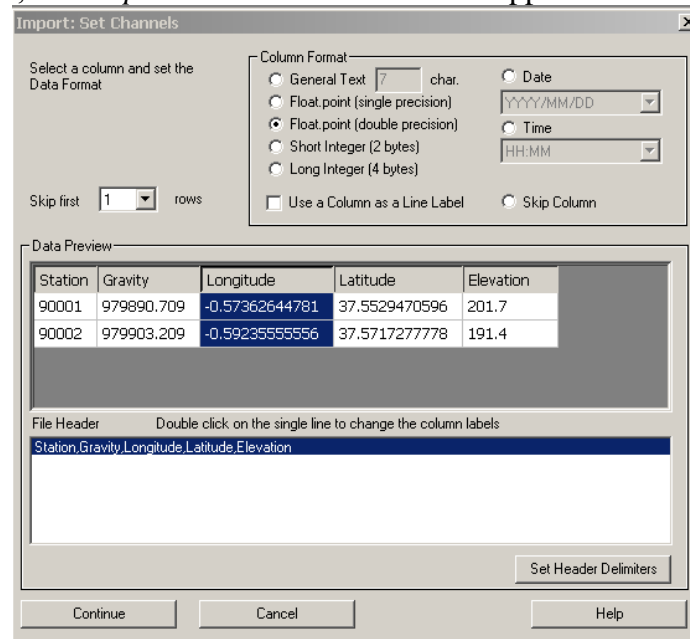 Import: Set Channels
Select a column and set the
Data Format
Column Format
General Text 7 char.
Float.point (single precision)
Float.point (double precision)
Short Integer (2 bytes)
Long Integer (4 bytes)
Use a Column as a Line Label
Date
YYYY/MM/DD
Time
HH:MM
Skip Column
Skip first 1 rows
Data Preview
Station Gravity Longitude Latitude Elevation
90001 979890.709 -0.57362644781 37.5529470596 201.7
90002 979903.209 -0.59235555556 37.5717277778 191.4
File Header Double click on the single line to change the column labels
Station,Gravity,Longitude,Latitude,Elevation
Set Header Delimiters
Continue Cancel Help